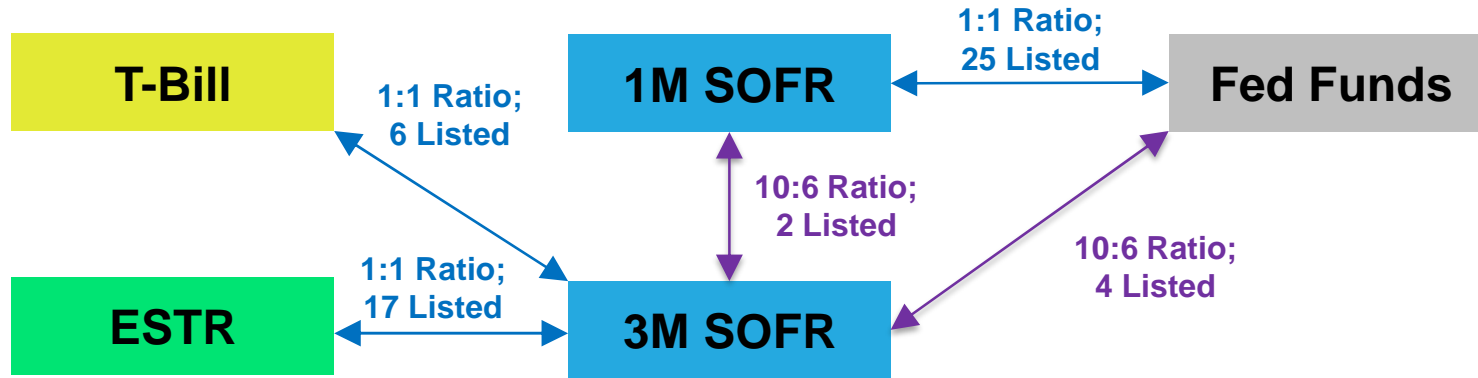 1:1 Ratio;
25 Listed
T-Bill
1M SOFR
Fed Funds
1:1 Ratio;
6 Listed
10:6 Ratio;
2 Listed
10:6 Ratio;
4 Listed
1:1 Ratio;
17 Listed
ESTR
3M SOFR